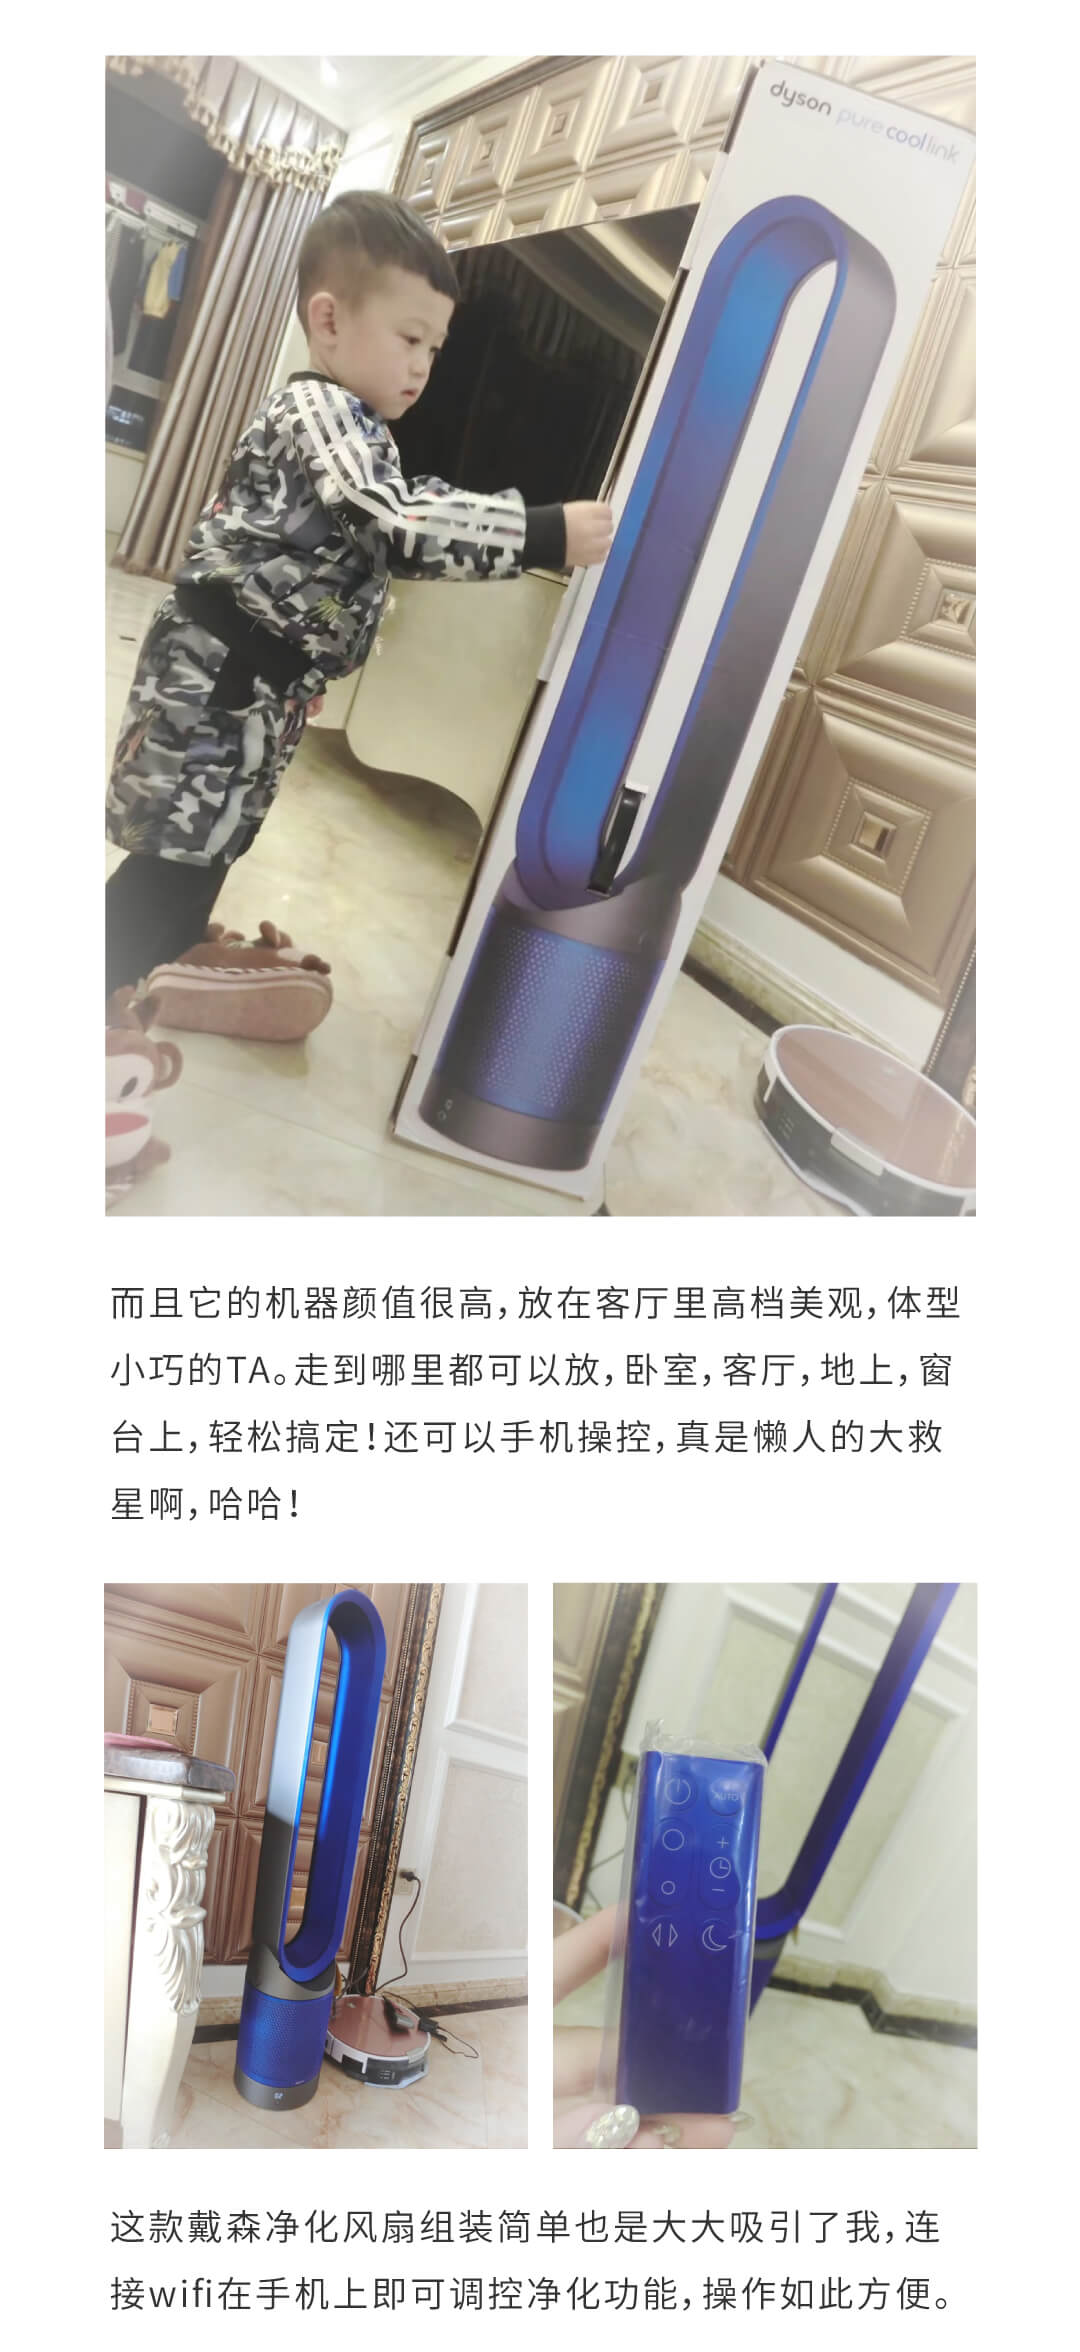 dyson pure cool link
而且它的机器颜值很高，放在客厅里高档美观，体型
小巧的TA。走到哪里都可以放，卧室，客厅，地上，窗
台上，轻松搞定！还可以手机操控，真是懒人的大救
星啊，哈哈！
AUTO
这款戴森净化风扇组装简单也是大大吸引了我，连
接wifi在手机上即可调控净化功能，操作如此方便。